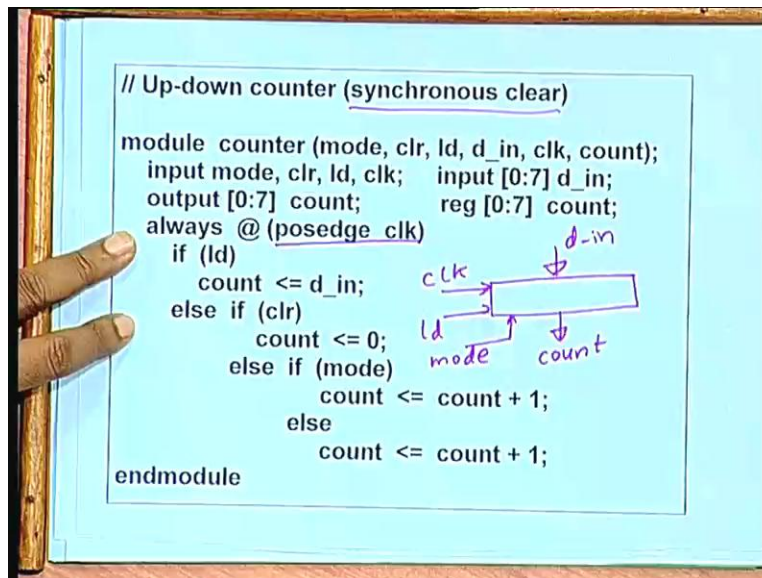 // Up-down counter (synchronous clear)
module counter (mode, clr, ld, d_in, clk, count);
input mode, clr, ld, clk; input [0:7] d_in;
output [0:7] count; reg [0:7] count;
always @ (posedge clk)
if (ld)
count <= d_in;
else if (clr)
count <= 0;
else if (mode)
count <= count + 1;
else
count <= count + 1;
endmodule
d-in
clk
ld
mode
count